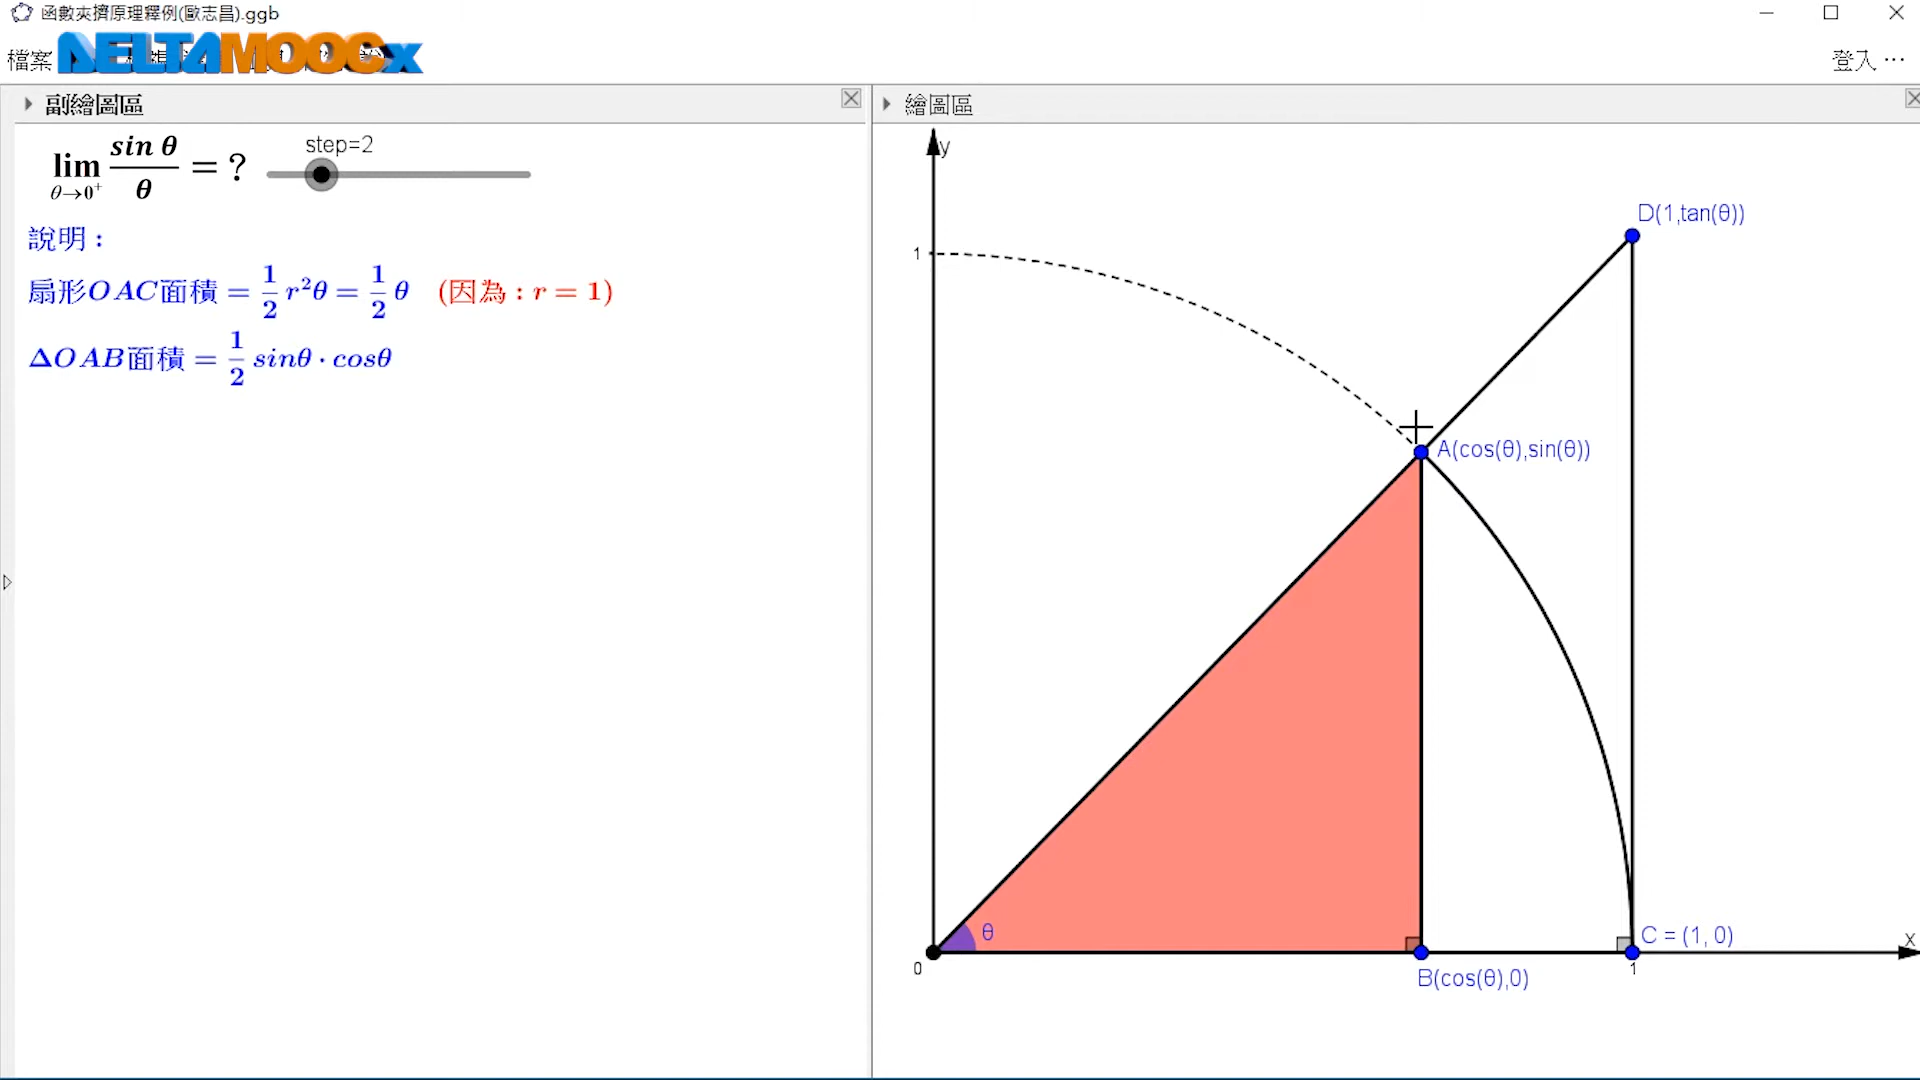 函數夾擠原理釋例(歐志昌).ggb
檔案
DELTAMOOCx
登入 ...
副繪圖區
繪圖區
lim θ→0⁺ sin θ / θ = ?
step=2
說明：
扇形OAC面積 = 1/2 r²θ = 1/2 θ (因為：r = 1)
ΔOAB面積 = 1/2 sinθ · cosθ
y
D(1,tan(θ))
1
A(cos(θ),sin(θ))
θ
C = (1, 0)
x
0
1
B(cos(θ),0)